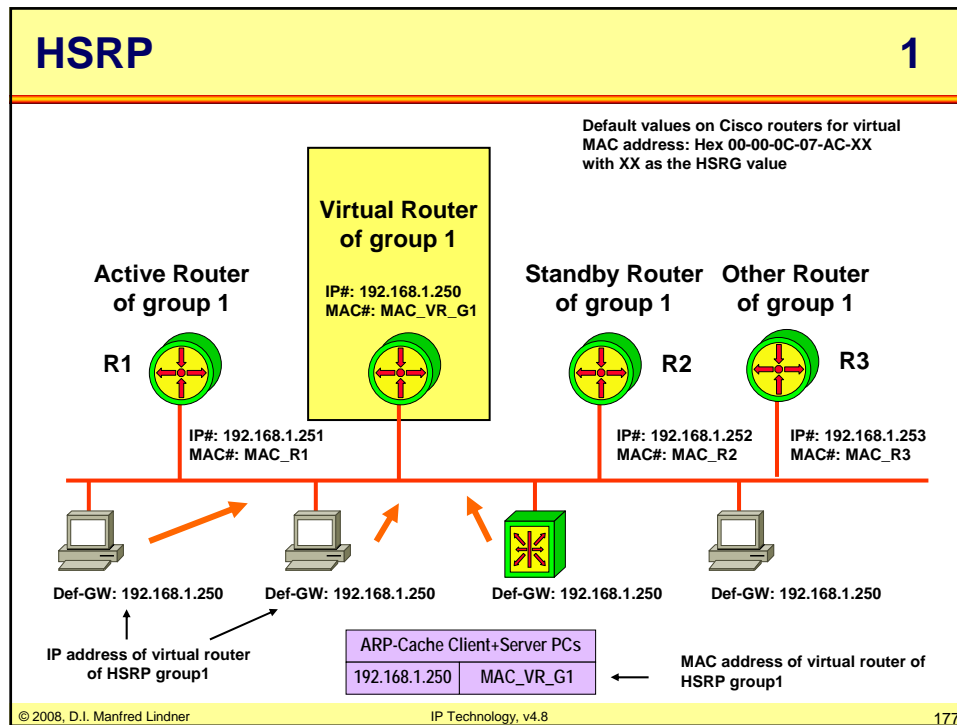 HSRP
1
Default values on Cisco routers for virtual
MAC address: Hex 00-00-0C-07-AC-XX
with XX as the HSRG value
Virtual Router
of group 1
IP#: 192.168.1.250
MAC#: MAC_VR_G1
Active Router
of group 1
Standby Router
of group 1
Other Router
of group 1
R1
R2
R3
IP#: 192.168.1.251
MAC#: MAC_R1
IP#: 192.168.1.252
MAC#: MAC_R2
IP#: 192.168.1.253
MAC#: MAC_R3
Def-GW: 192.168.1.250
Def-GW: 192.168.1.250
Def-GW: 192.168.1.250
Def-GW: 192.168.1.250
IP address of virtual router
of HSRP group1
ARP-Cache Client+Server PCs
192.168.1.250
MAC_VR_G1
MAC address of virtual router of
HSRP group1
© 2008, D.I. Manfred Lindner
IP Technology, v4.8
177